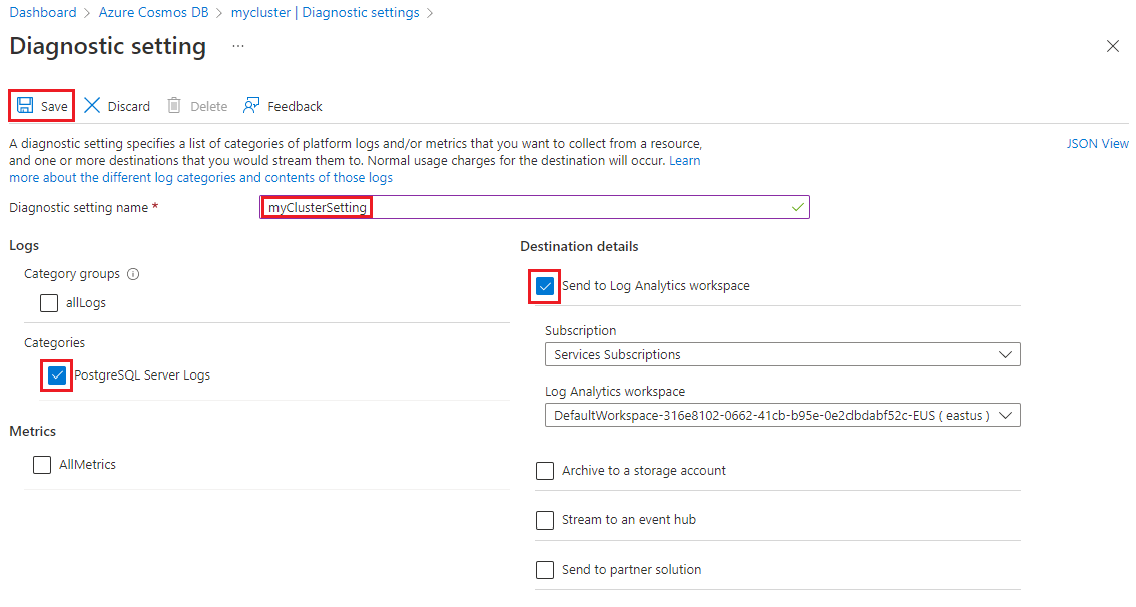 Dashboard > Azure Cosmos DB > mycluster | Diagnostic settings >
Diagnostic setting ...
Save Discard Delete Feedback
A diagnostic setting specifies a list of categories of platform logs and/or metrics that you want to collect from a resource,
and one or more destinations that you would stream them to. Normal usage charges for the destination will occur. Learn
more about the different log categories and contents of those logs
JSON View
Diagnostic setting name *
myClusterSetting
Logs
Category groups
allLogs
Categories
PostgreSQL Server Logs
Metrics
AllMetrics
Destination details
Send to Log Analytics workspace
Subscription
Services Subscriptions
Log Analytics workspace
DefaultWorkspace-316e8102-0662-41cb-b95e-0e2dbdabf52c-EUS ( eastus )
Archive to a storage account
Stream to an event hub
Send to partner solution